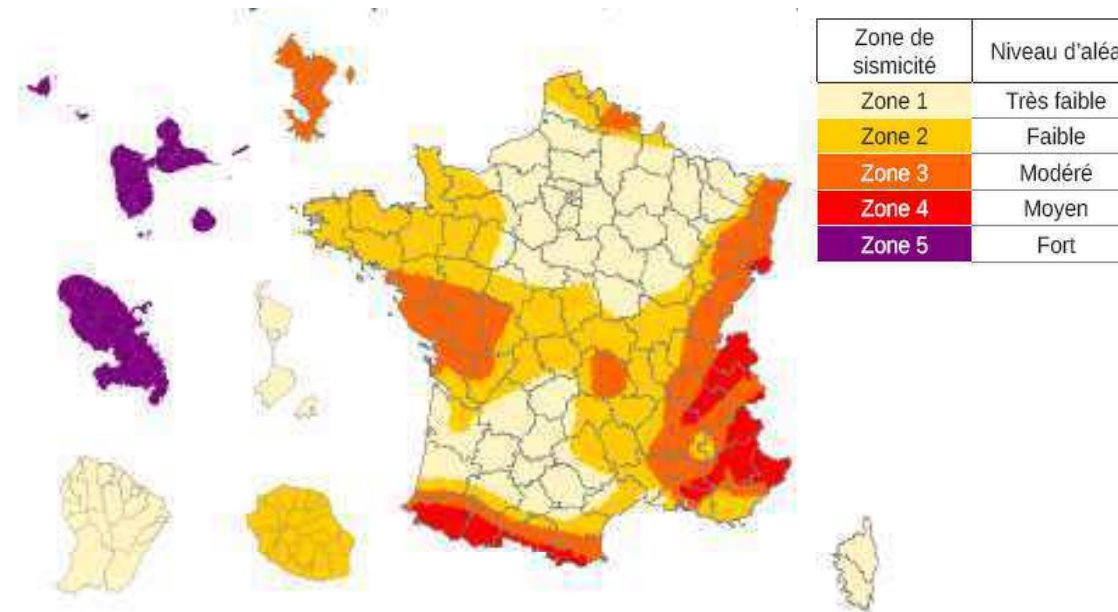 Zone de
sismicité
Niveau d'aléa
Zone 1 Très faible
Zone 2 Faible
Zone 3 Modéré
Zone 4 Moyen
Zone 5 Fort